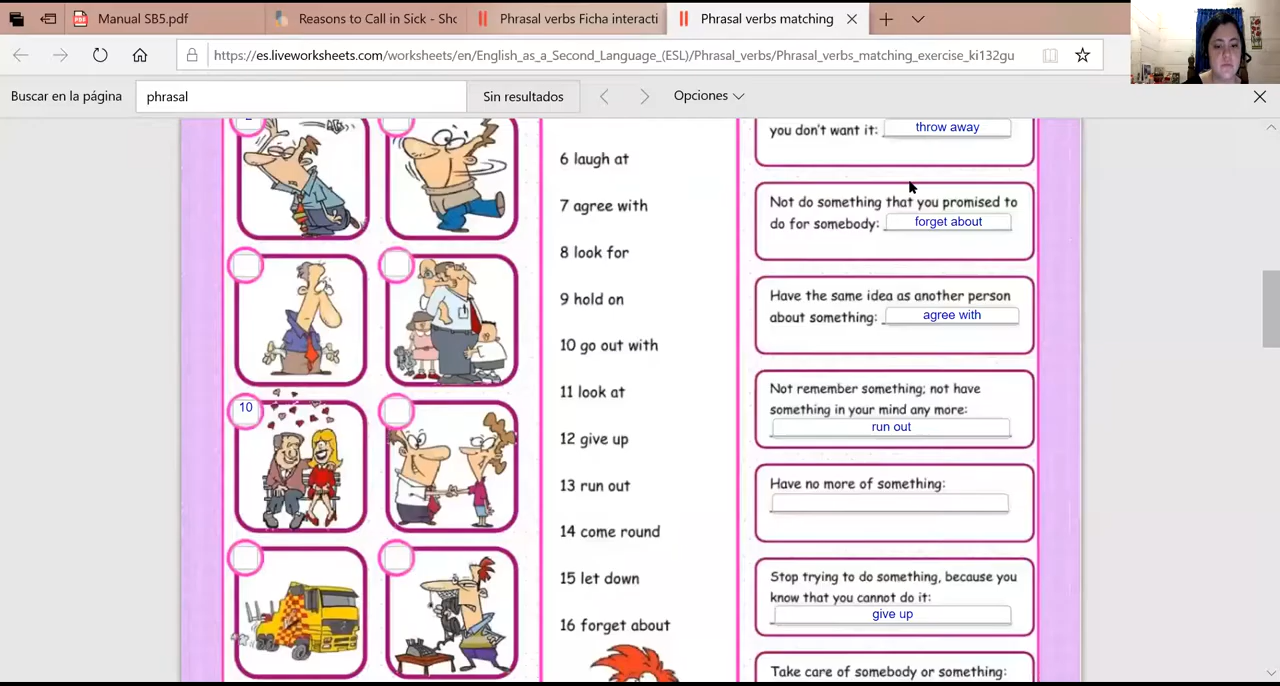 Manual SB5.pdf
Reasons to Call in Sick - Sho
Phrasal verbs Ficha interacti
Phrasal verbs matching
https://es.liveworksheets.com/worksheets/en/English_as_a_Second_Language_(ESL)/Phrasal_verbs/Phrasal_verbs_matching_exercise_ki132gu
Buscar en la página
phrasal
Sin resultados
Opciones
10
6 laugh at
7 agree with
8 look for
9 hold on
10 go out with
11 look at
12 give up
13 run out
14 come round
15 let down
16 forget about
you don't want it: throw away
Not do something that you promised to
do for somebody: forget about
Have the same idea as another person
about something: agree with
Not remember something; not have
something in your mind any more:
run out
Have no more of something:
Stop trying to do something, because you
know that you cannot do it:
give up
Take care of somebody or something: